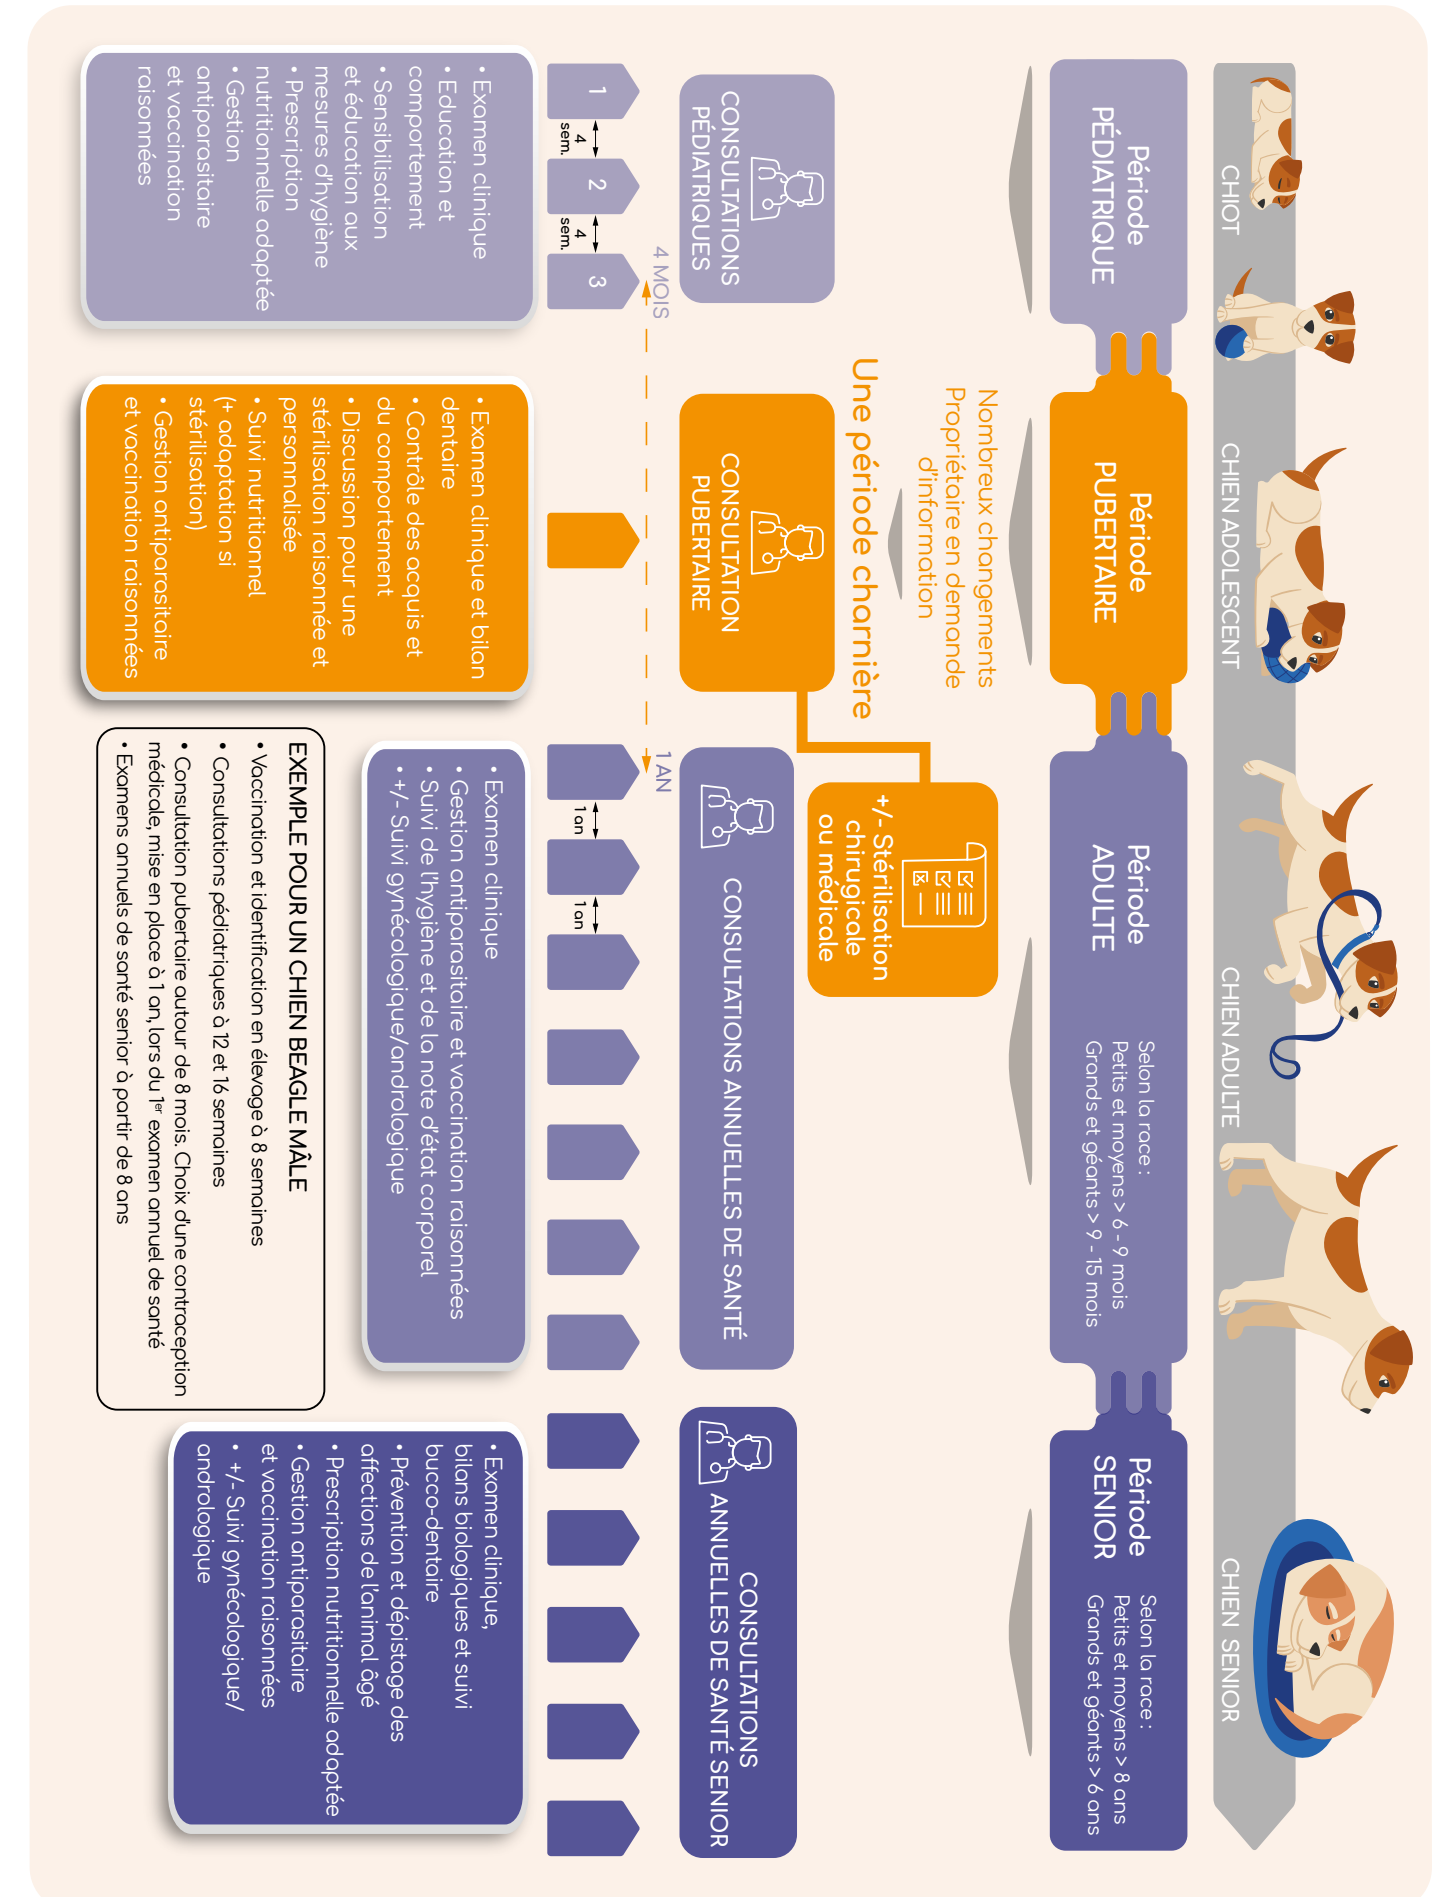 CHIOT
CHIEN ADOLESCENT
CHIEN ADULTE
CHIEN SENIOR
Période
PÉDIATRIQUE
Période
PUBERTAIRE
Période
ADULTE
Selon la race :
Petits et moyens > 6 - 9 mois
Grands et géants > 9 - 15 mois
Période
SENIOR
Selon la race :
Petits et moyens > 8 ans
Grands et géants > 6 ans
Nombreux changements
Propriétaire en demande
d'information
Une période charnière
+/- Stérilisation
chirugicale
ou médicale
CONSULTATIONS
PÉDIATRIQUES
CONSULTATION
PUBERTAIRE
CONSULTATIONS ANNUELLES DE SANTÉ
CONSULTATIONS
ANNUELLES DE SANTÉ SENIOR
4 MOIS
1 AN
1
4
sem.
2
4
sem.
3
1 an
1 an
• Examen clinique
• Education et
comportement
• Sensibilisation
et éducation aux
mesures d'hygiène
• Prescription
nutritionnelle adaptée
• Gestion
antiparasitaire
et vaccination
raisonnées
• Examen clinique et bilan
dentaire
• Contrôle des acquis et
du comportement
• Discussion pour une
stérilisation raisonnée et
personnalisée
• Suivi nutritionnel
(+ adaptation si
stérilisation)
• Gestion antiparasitaire
et vaccination raisonnées
• Examen clinique
• Gestion antiparasitaire et vaccination raisonnées
• Suivi de l'hygiène et de la note d'état corporel
• +/- Suivi gynécologique/andrologique
• Examen clinique,
bilans biologiques et suivi
bucco-dentaire
• Prévention et dépistage des
affections de l'animal âgé
• Prescription nutritionnelle adaptée
• Gestion antiparasitaire
et vaccination raisonnées
• +/- Suivi gynécologique/
andrologique
EXEMPLE POUR UN CHIEN BEAGLE MÂLE
• Vaccination et identification en élevage à 8 semaines
• Consultations pédiatriques à 12 et 16 semaines
• Consultation pubertaire autour de 8 mois. Choix d'une contraception
médicale, mise en place à 1 an, lors du 1er examen annuel de santé
• Examens annuels de santé senior à partir de 8 ans